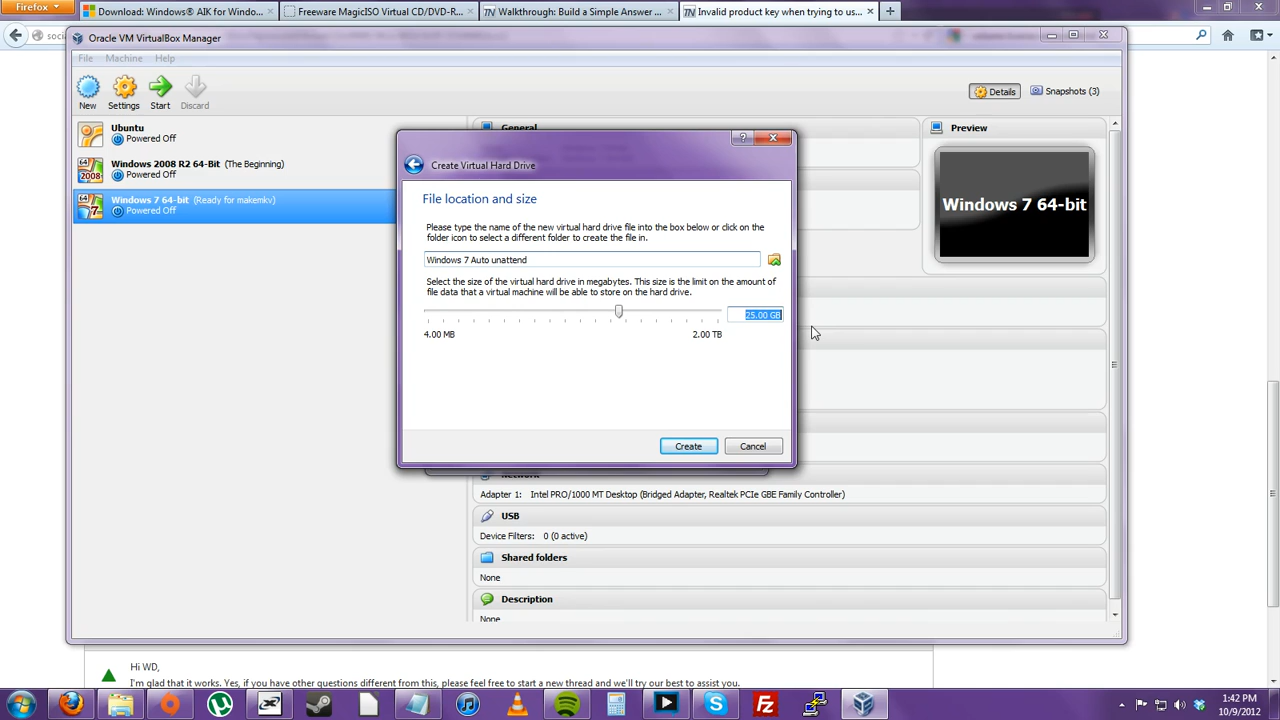 Firefox
Download: Windows® AIK for Windo...
Freeware MagicISO Virtual CD/DVD-R...
Walkthrough: Build a Simple Answer ...
Invalid product key when trying to us...
Oracle VM VirtualBox Manager
File Machine Help
New Settings Start Discard
Details Snapshots (3)
Ubuntu
Powered Off
Windows 2008 R2 64-Bit (The Beginning)
Powered Off
Windows 7 64-bit (Ready for makemkv)
Powered Off
General
Preview
Windows 7 64-bit
Create Virtual Hard Drive
File location and size
Please type the name of the new virtual hard drive file into the box below or click on the
folder icon to select a different folder to create the file in.
Windows 7 Auto unattend
Select the size of the virtual hard drive in megabytes. This size is the limit on the amount of
file data that a virtual machine will be able to store on the hard drive.
25.00 GB
4.00 MB 2.00 TB
Create Cancel
Network
Adapter 1: Intel PRO/1000 MT Desktop (Bridged Adapter, Realtek PCIe GBE Family Controller)
USB
Device Filters: 0 (0 active)
Shared folders
None
Description
None
Hi WD,
I'm glad that it works. Yes, if you have other questions different from this, please feel free to start a new thread and we'll try our best to assist you.
1:42 PM
10/9/2012